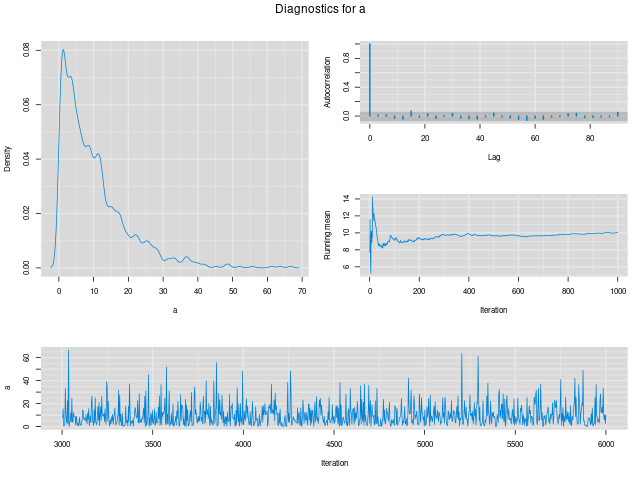 Diagnostics for a
Density
0.00 0.02 0.04 0.06 0.08
0 10 20 30 40 50 60 70
a
Autocorrelation
0.0 0.4 0.8
0 20 40 60 80
Lag
Running mean
6 8 10 12 14
0 200 400 600 800 1000
Iteration
a
0 20 40 60
3000 3500 4000 4500 5000 5500 6000
Iteration